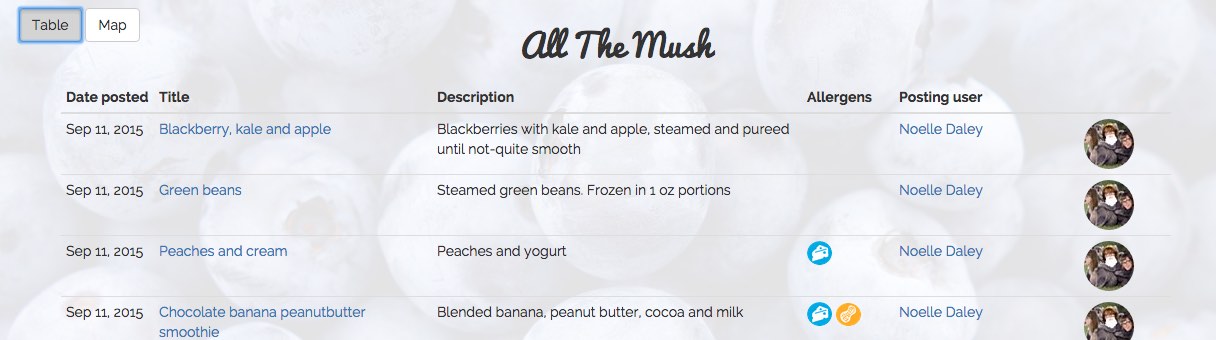 Table Map
All The Mush
Date posted Title Description Allergens Posting user
Sep 11, 2015 Blackberry, kale and apple Blackberries with kale and apple, steamed and pureed Noelle Daley
until not-quite smooth
Sep 11, 2015 Green beans Steamed green beans. Frozen in 1 oz portions Noelle Daley
Sep 11, 2015 Peaches and cream Peaches and yogurt Noelle Daley
Sep 11, 2015 Chocolate banana peanutbutter Blended banana, peanut butter, cocoa and milk Noelle Daley
smoothie